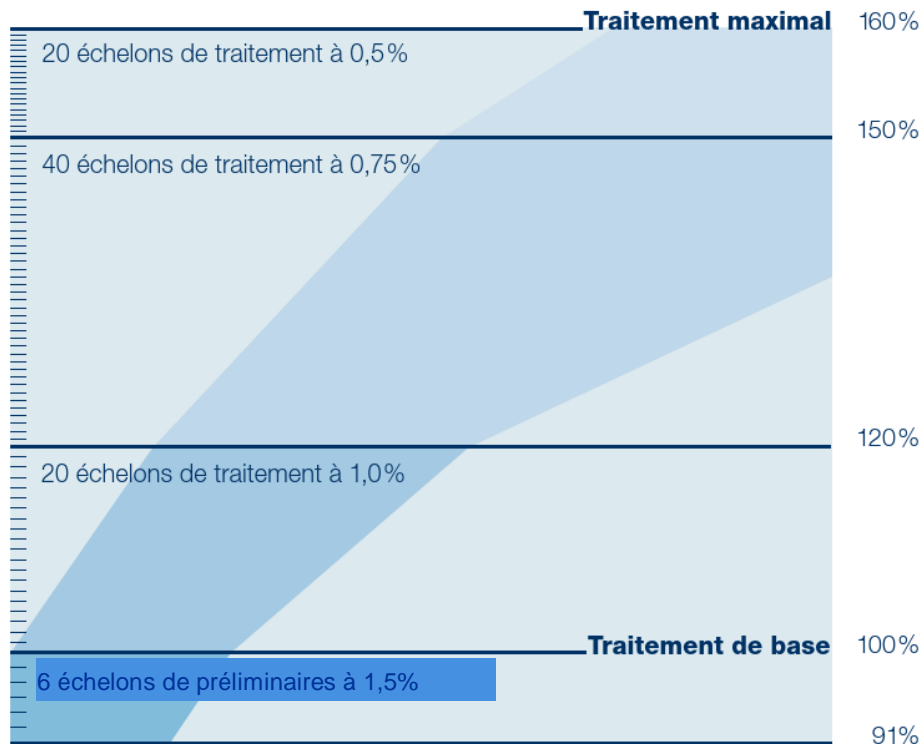 Traitement maximal 160%
20 échelons de traitement à 0,5%
150%
40 échelons de traitement à 0,75%
120%
20 échelons de traitement à 1,0%
Traitement de base 100%
6 échelons de préliminaires à 1,5%
91%